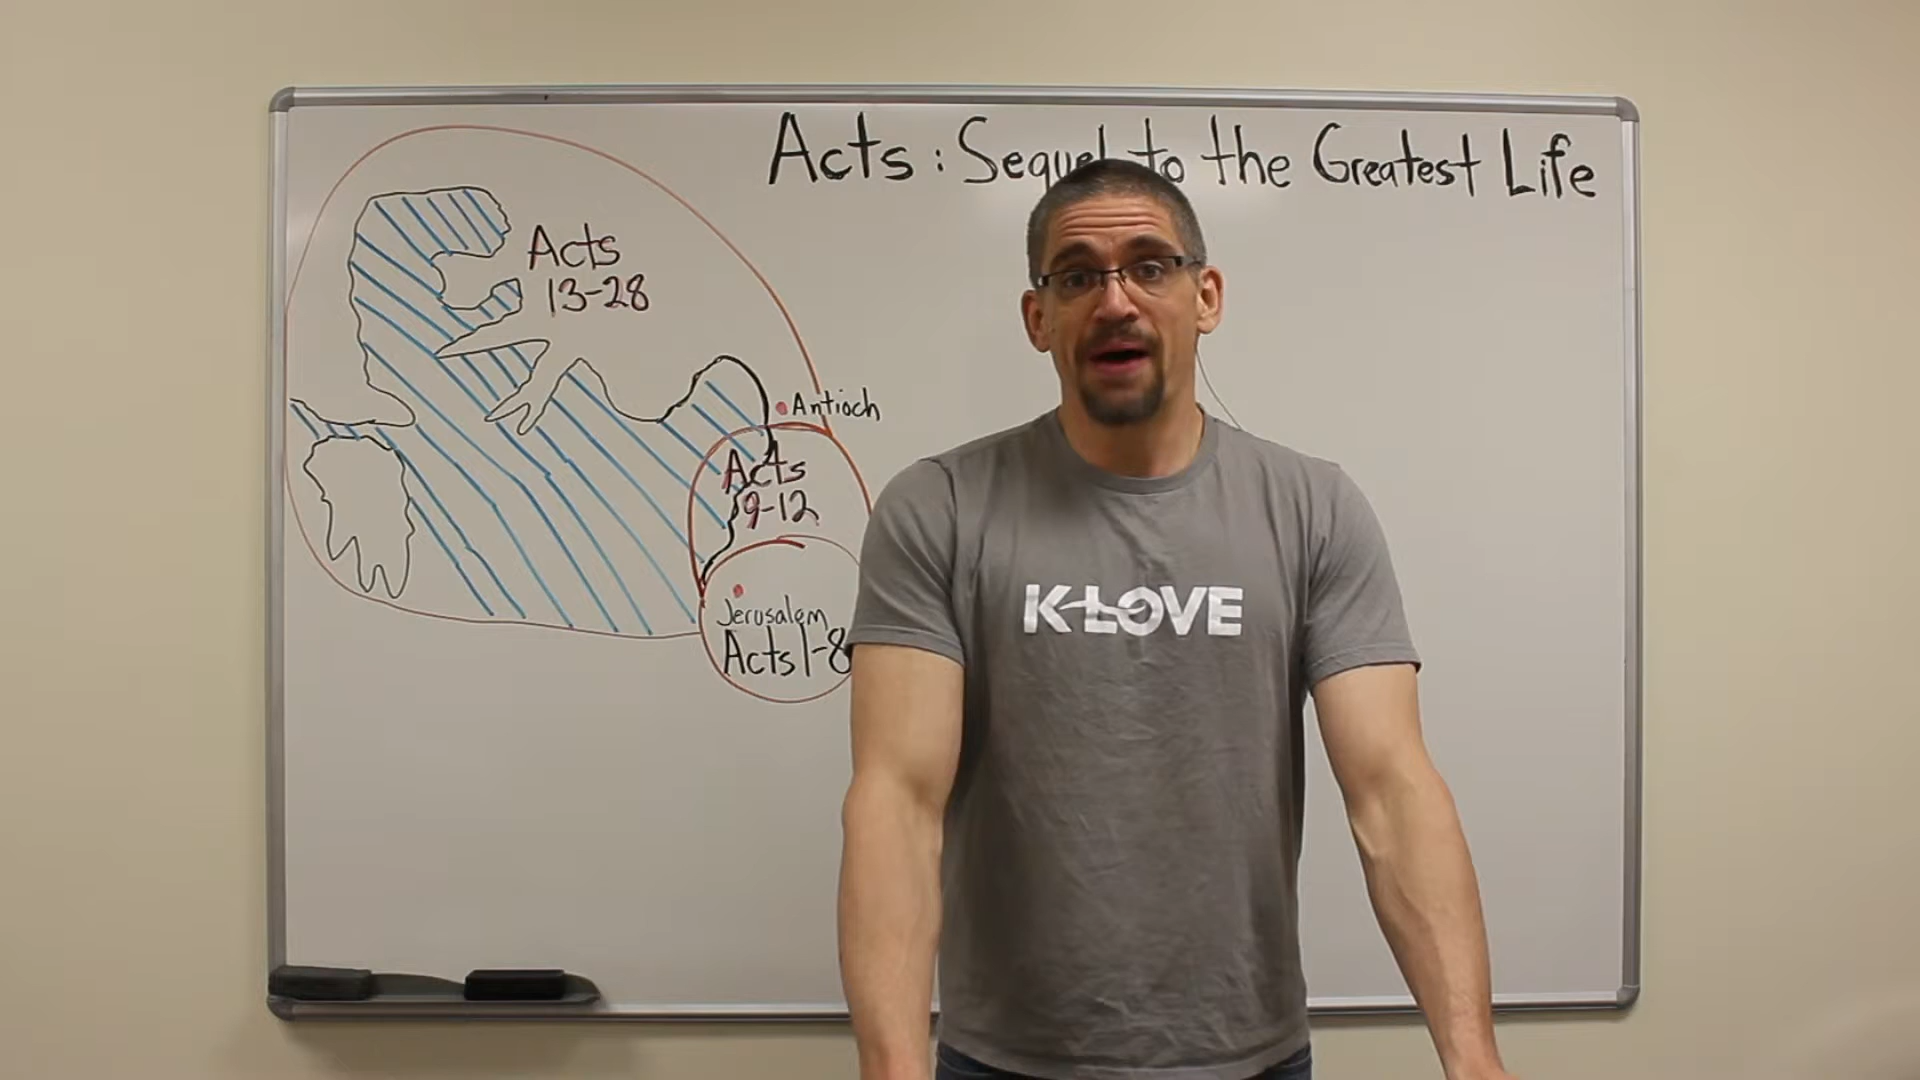 Acts: Sequel to the Greatest Life
Acts
13-28
Antioch
Acts
9-12
Jerusalem
Acts 1-8
K-LOVE